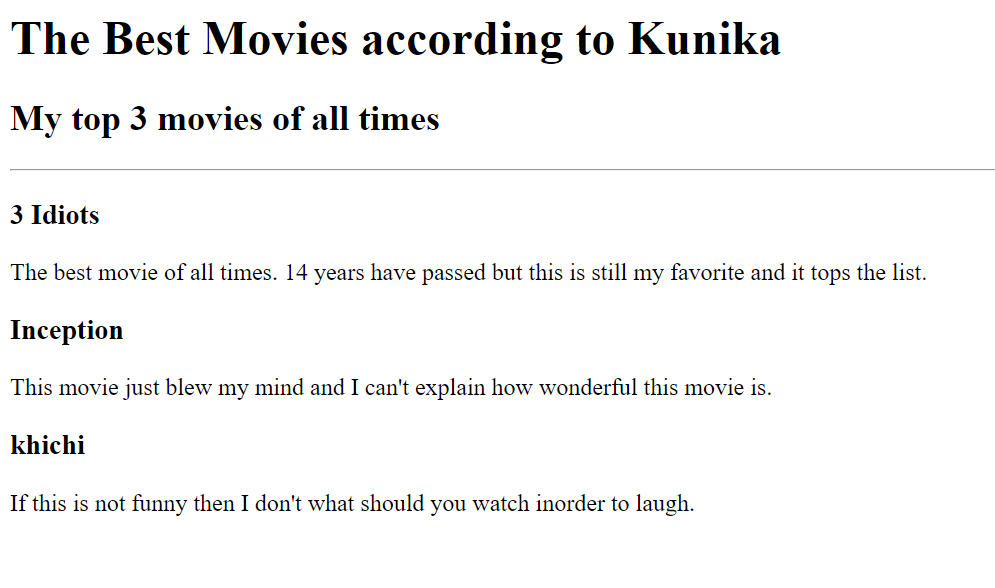 The Best Movies according to Kunika
My top 3 movies of all times
3 Idiots
The best movie of all times. 14 years have passed but this is still my favorite and it tops the list.
Inception
This movie just blew my mind and I can't explain how wonderful this movie is.
khichi
If this is not funny then I don't what should you watch inorder to laugh.